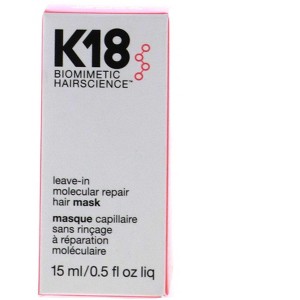 K18
BIOMIMETIC
HAIRSCIENCE™
leave-in
molecular repair
hair mask
masque capillaire
sans rinçage
à réparation
moléculaire
15 ml/0.5 fl oz liq